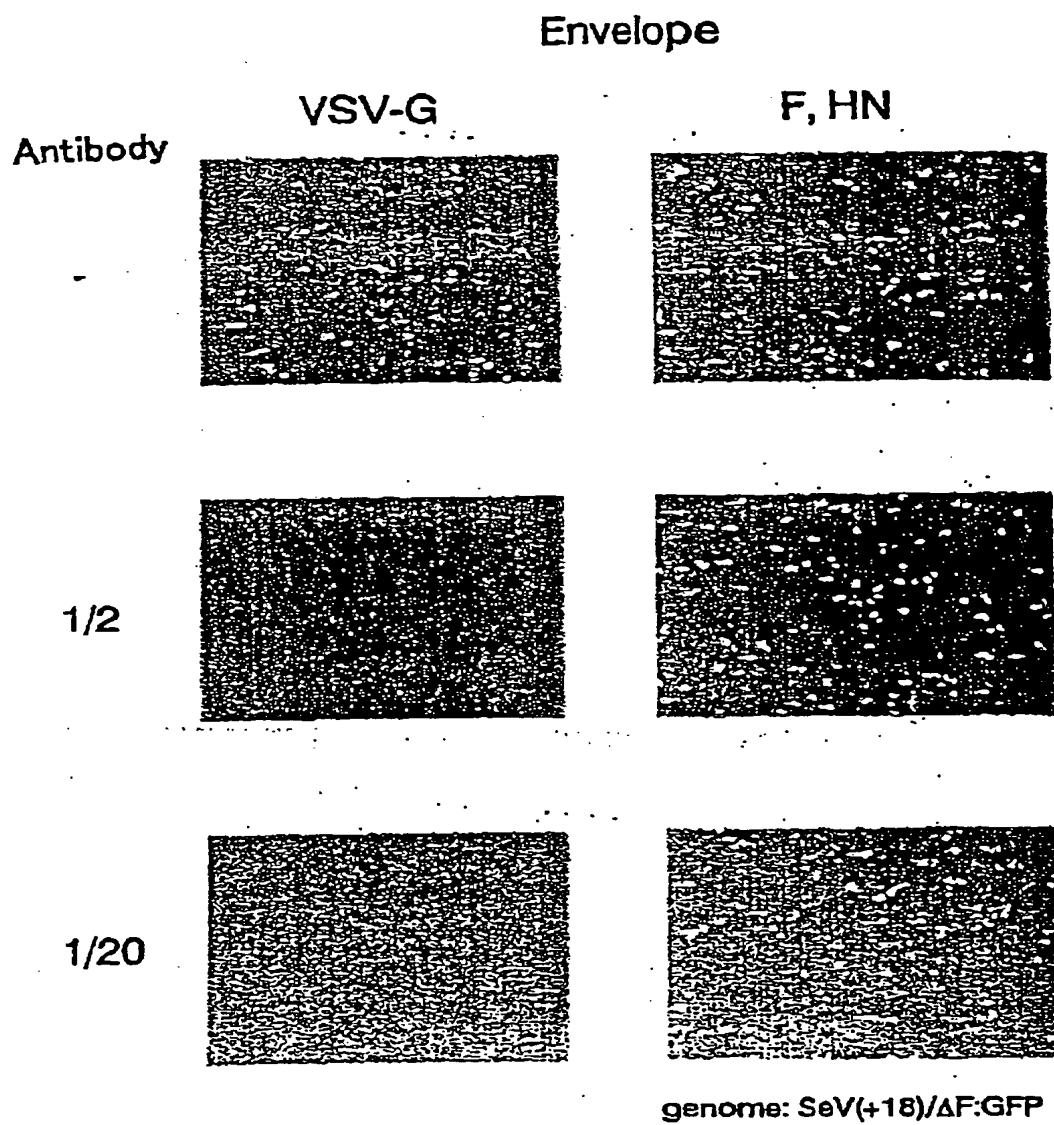 Envelope
VSV-G F, HN
Antibody
-
1/2
1/20
genome: SeV(+18)/ΔF:GFP